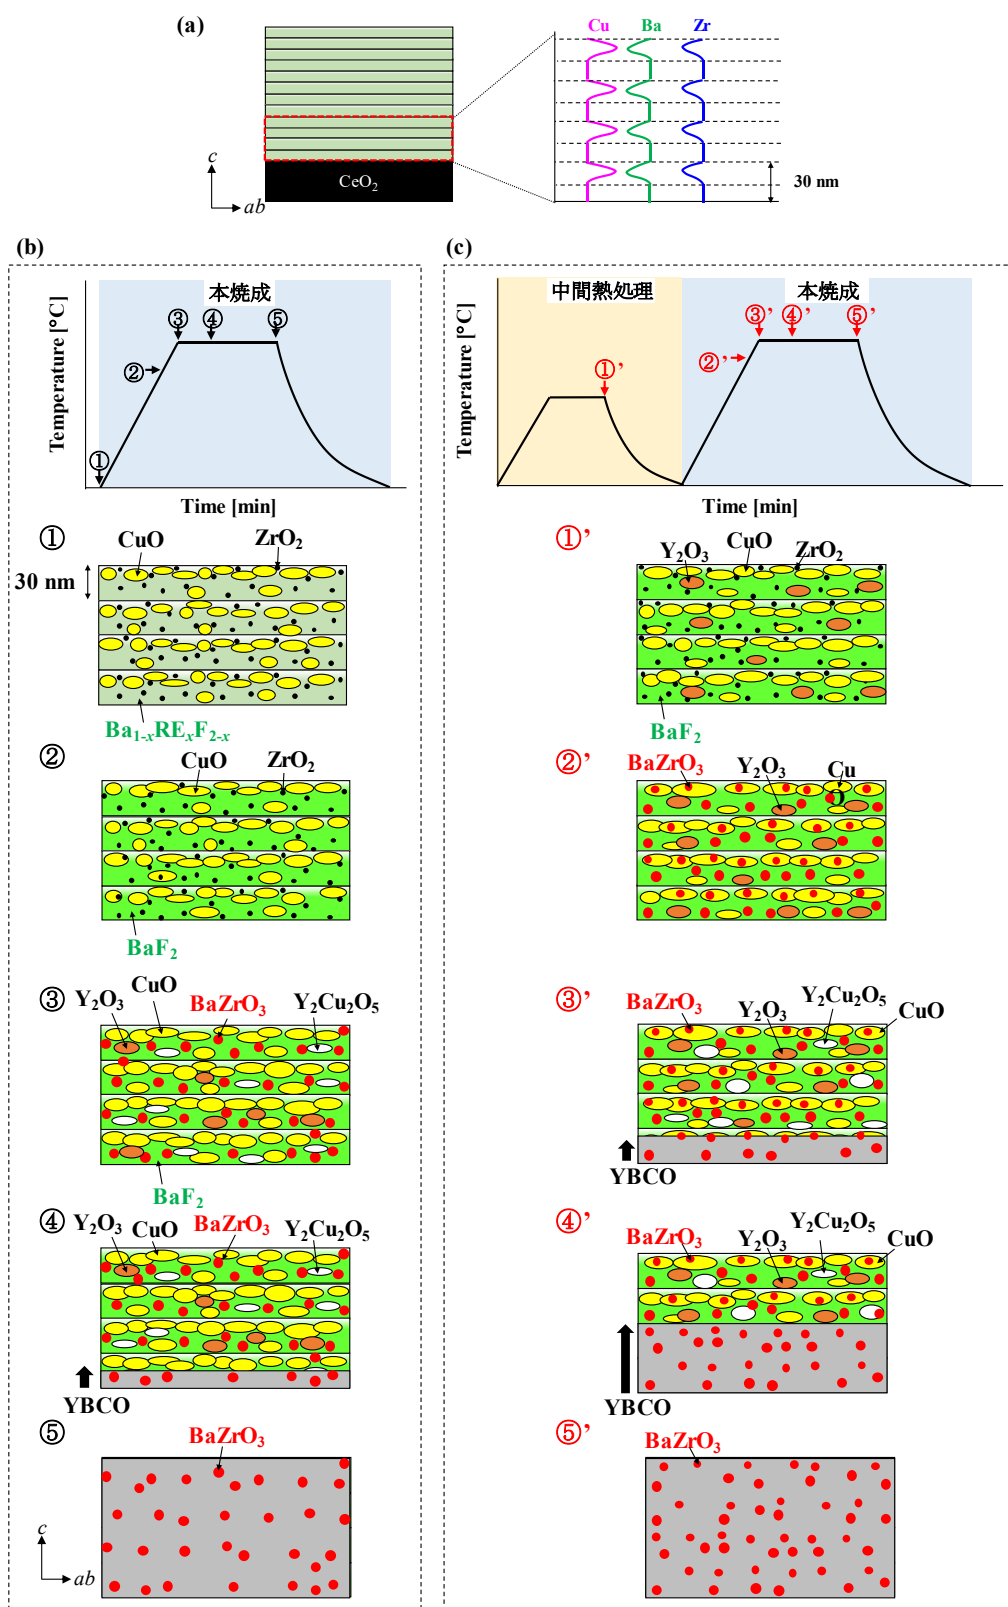 (a)
Cu Ba Zr
CeO₂
30 nm
c
ab
(b)
Temperature [°C]
本焼成
① ② ③ ④ ⑤
Time [min]
①
CuO ZrO₂
30 nm
Ba₁₋ₓREₓF₂₋ₓ
②
CuO ZrO₂
BaF₂
③
Y₂O₃ CuO BaZrO₃ Y₂Cu₂O₅
BaF₂
④
Y₂O₃ CuO BaZrO₃ Y₂Cu₂O₅
YBCO
⑤
BaZrO₃
c
ab
(c)
Temperature [°C]
中間熱処理 本焼成
①' ②' ③' ④' ⑤'
Time [min]
①'
Y₂O₃ CuO ZrO₂
BaF₂
②'
BaZrO₃ Y₂O₃ Cu
O
③'
BaZrO₃ Y₂O₃ Y₂Cu₂O₅ CuO
YBCO
④'
BaZrO₃ Y₂O₃ Y₂Cu₂O₅ CuO
YBCO
⑤'
BaZrO₃